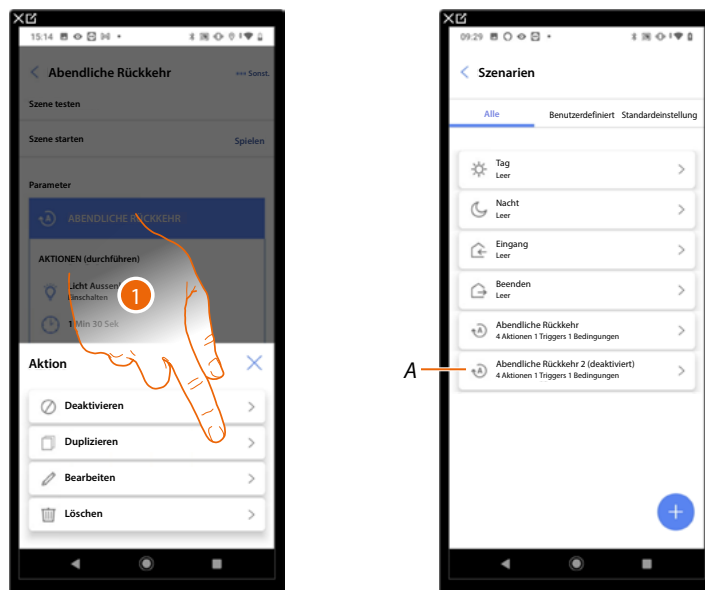 15:14
Abendliche Rückkehr
Sonst.
Szene testen
Szene starten
Spielen
Parameter
ABENDLICHE RÜCKKEHR
AKTIONEN (durchführen)
Licht Aussen
Einschalten
1
1 Min 30 Sek
Aktion
Deaktivieren
Duplizieren
Bearbeiten
Löschen
09:29
Szenarien
Alle
Benutzerdefiniert
Standardeinstellung
Tag
Leer
Nacht
Leer
Eingang
Leer
Beenden
Leer
Abendliche Rückkehr
4 Aktionen 1 Triggers 1 Bedingungen
A
Abendliche Rückkehr 2 (deaktiviert)
4 Aktionen 1 Triggers 1 Bedingungen